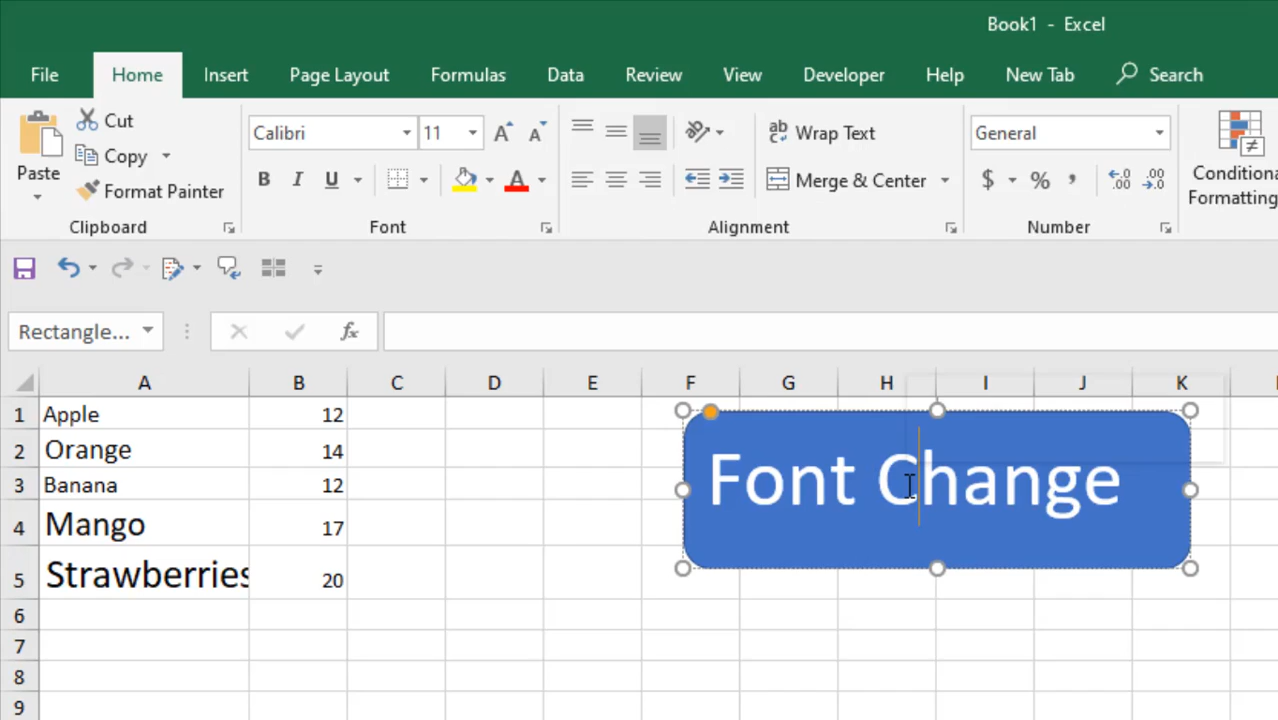 Book1 - Excel
File Home Insert Page Layout Formulas Data Review View Developer Help New Tab Search
Paste
Cut
Copy
Format Painter
Clipboard
Calibri 11
B I U
Font
Wrap Text
Merge & Center
Alignment
General
$ % ,
Number
Conditiona
Formatting
Rectangle... fx
A B C D E F G H I J K
1 Apple 12
2 Orange 14
3 Banana 12
4 Mango 17
5 Strawberries 20
6
7
8
9
Font Change